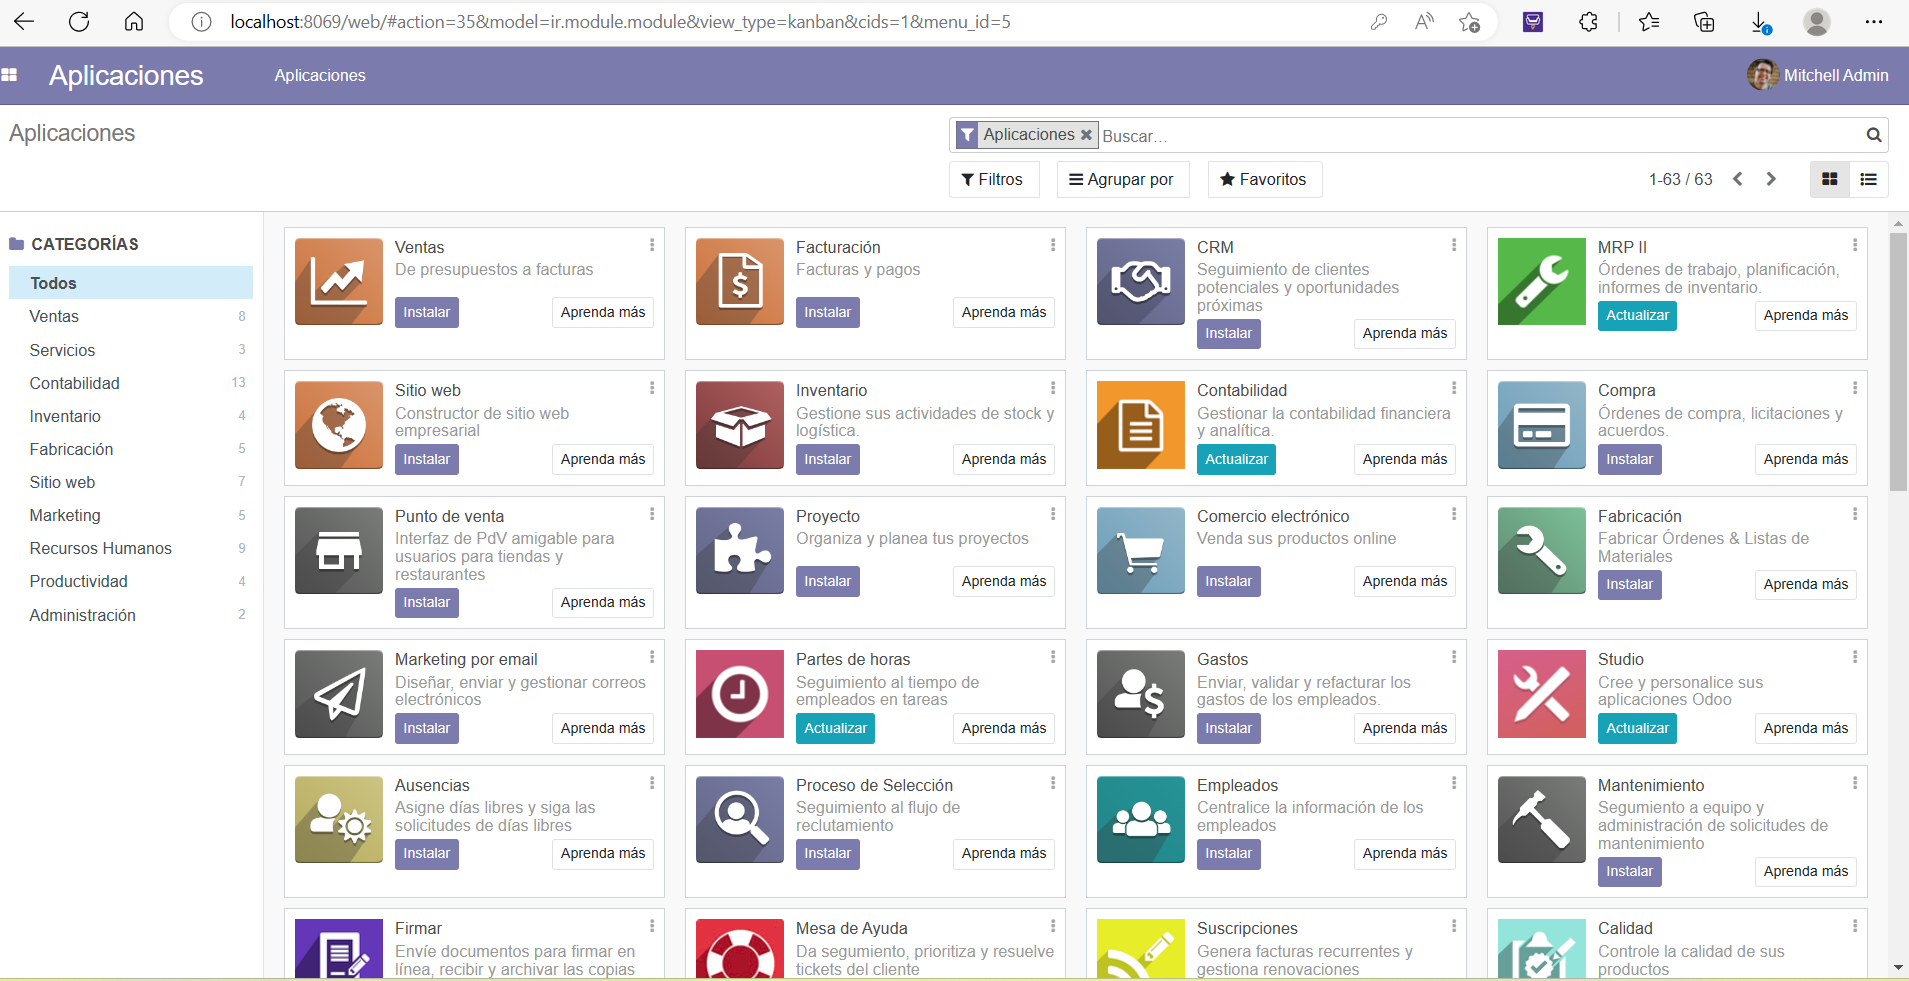 localhost:8069/web/#action=35&model=ir.module.module&view_type=kanban&cids=1&menu_id=5
Aplicaciones
Aplicaciones
Mitchell Admin
Aplicaciones
Aplicaciones
Buscar...
Filtros
Agrupar por
Favoritos
1-63 / 63
CATEGORÍAS
Todos
Ventas 8
Servicios 3
Contabilidad 13
Inventario 4
Fabricación 5
Sitio web 7
Marketing 5
Recursos Humanos 9
Productividad 4
Administración 2
Ventas
De presupuestos a facturas
Instalar
Aprenda más
Facturación
Facturas y pagos
Instalar
Aprenda más
CRM
Seguimiento de clientes
potenciales y oportunidades
próximas
Instalar
Aprenda más
MRP II
Órdenes de trabajo, planificación,
informes de inventario.
Actualizar
Aprenda más
Sitio web
Constructor de sitio web
empresarial
Instalar
Aprenda más
Inventario
Gestione sus actividades de stock y
logística.
Instalar
Aprenda más
Contabilidad
Gestionar la contabilidad financiera
y analítica.
Actualizar
Aprenda más
Compra
Órdenes de compra, licitaciones y
acuerdos.
Instalar
Aprenda más
Punto de venta
Interfaz de PdV amigable para
usuarios para tiendas y
restaurantes
Instalar
Aprenda más
Proyecto
Organiza y planea tus proyectos
Instalar
Aprenda más
Comercio electrónico
Venda sus productos online
Instalar
Aprenda más
Fabricación
Fabricar Órdenes & Listas de
Materiales
Instalar
Aprenda más
Marketing por email
Diseñar, enviar y gestionar correos
electrónicos
Instalar
Aprenda más
Partes de horas
Seguimiento al tiempo de
empleados en tareas
Actualizar
Aprenda más
Gastos
Enviar, validar y refacturar los
gastos de los empleados.
Instalar
Aprenda más
Studio
Cree y personalice sus
aplicaciones Odoo
Actualizar
Aprenda más
Ausencias
Asigne días libres y siga las
solicitudes de días libres
Instalar
Aprenda más
Proceso de Selección
Seguimiento al flujo de
reclutamiento
Instalar
Aprenda más
Empleados
Centralice la información de los
empleados
Instalar
Aprenda más
Mantenimiento
Segumiento a equipo y
administración de solicitudes de
mantenimiento
Instalar
Aprenda más
Firmar
Envíe documentos para firmar en
línea, recibir y archivar las copias
Mesa de Ayuda
Da segumiento, prioritiza y resuelve
tickets del cliente
Suscripciones
Genera facturas recurrentes y
gestiona renovaciones
Calidad
Controle la calidad de sus
productos